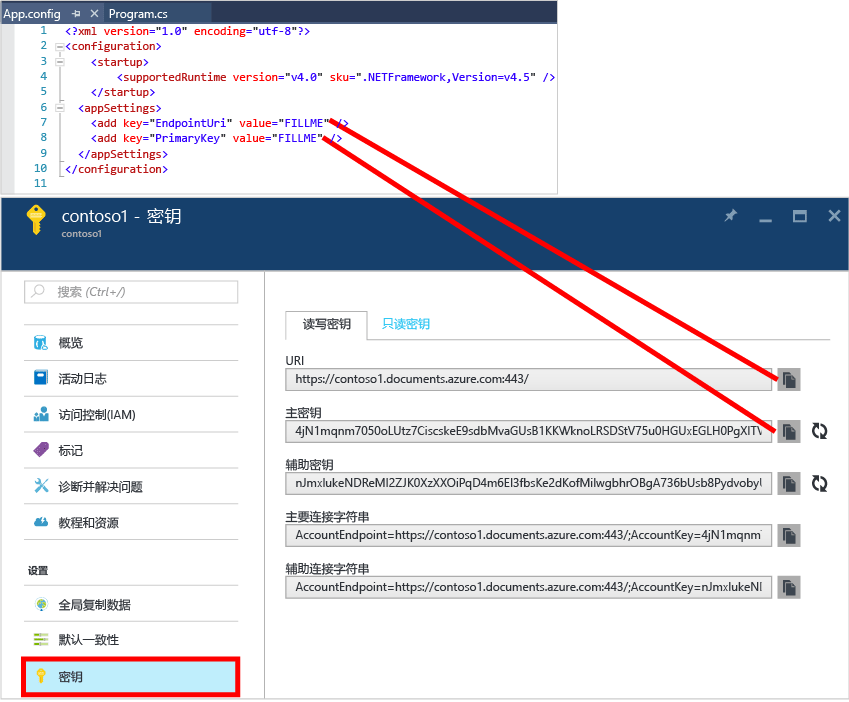 App.config Program.cs
1 <?xml version="1.0" encoding="utf-8"?>
2 <configuration>
3 <startup>
4 <supportedRuntime version="v4.0" sku=".NETFramework,Version=v4.5" />
5 </startup>
6 <appSettings>
7 <add key="EndpointUri" value="FILLME" />
8 <add key="PrimaryKey" value="FILLME" />
9 </appSettings>
10 </configuration>
11
contoso1 - 密钥
contoso1
搜索 (Ctrl+/)
概览
活动日志
访问控制(IAM)
标记
诊断并解决问题
教程和资源
设置
全局复制数据
默认一致性
密钥
读写密钥 只读密钥
URI
https://contoso1.documents.azure.com:443/
主密钥
辅助密钥
主要连接字符串
AccountEndpoint=https://contoso1.documents.azure.com:443/;AccountKey=4jN1mqnm
辅助连接字符串
AccountEndpoint=https://contoso1.documents.azure.com:443/;AccountKey=nJmxlukeN